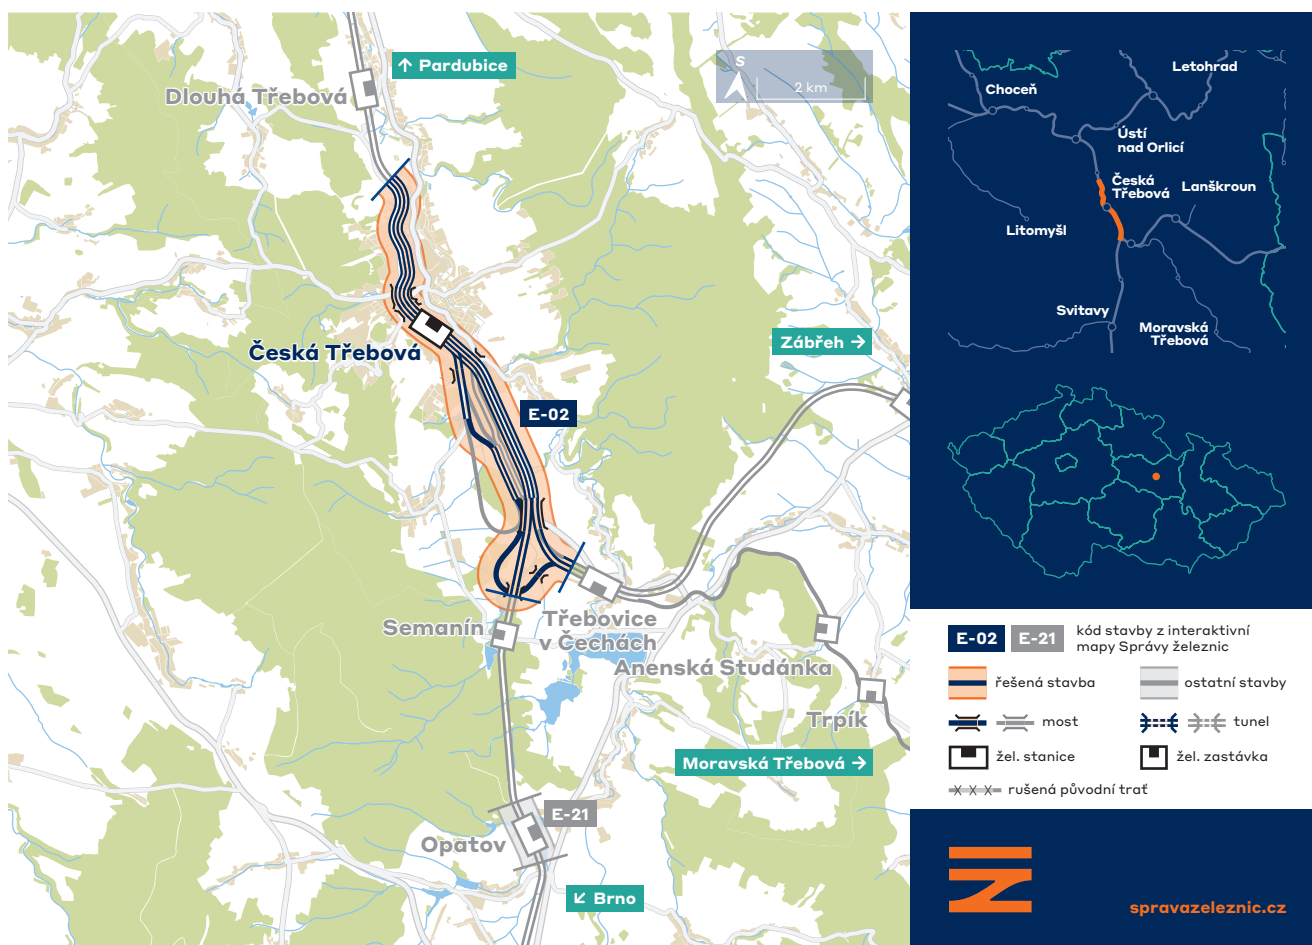 ↑ Pardubice
S
2 km
Dlouhá Třebová
Zábřeh →
Česká Třebová
E-02
Semanín
Třebovice
v Čechách
Anenská Studánka
Trpík
Moravská Třebová →
E-21
Opatov
↙ Brno
Letohrad
Choceň
Ústí
nad Orlicí
Česká
Třebová
Lanškroun
Litomyšl
Svitavy
Moravská
Třebová
E-02 E-21 kód stavby z interaktivní
mapy Správy železnic
řešená stavba
ostatní stavby
most
tunel
žel. stanice
žel. zastávka
rušená původní trať
spravazeleznic.cz